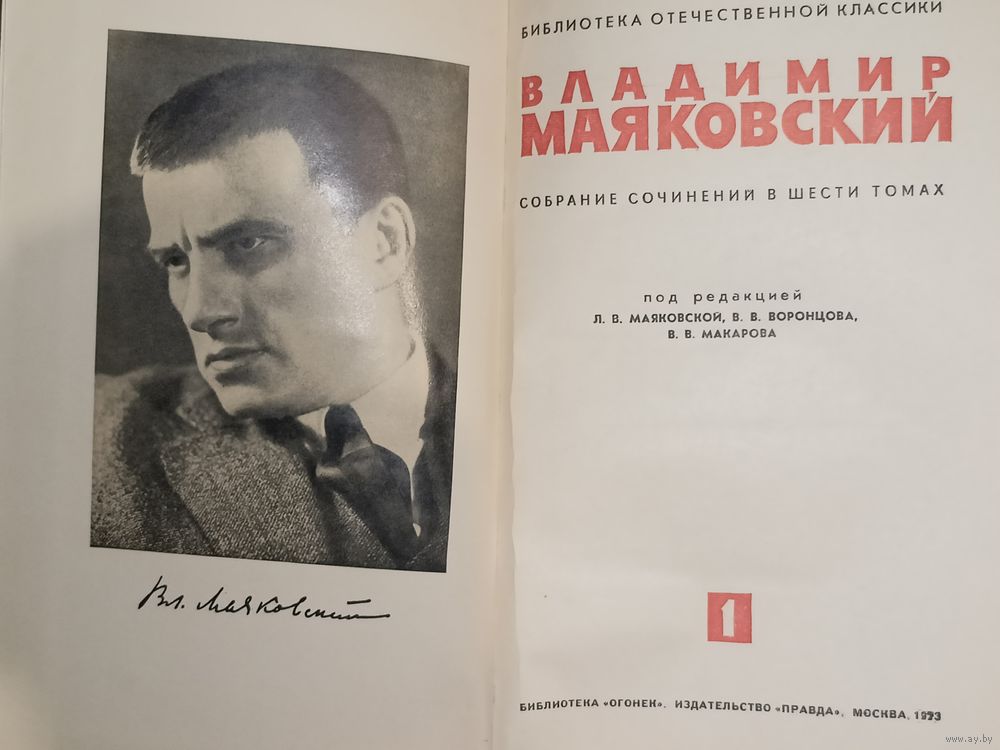 Вл. Маяковский
БИБЛИОТЕКА ОТЕЧЕСТВЕННОЙ КЛАССИКИ
ВЛАДИМИР
МАЯКОВСКИЙ
СОБРАНИЕ СОЧИНЕНИЙ В ШЕСТИ ТОМАХ
под редакцией
Л. В. МАЯКОВСКОЙ, В. В. ВОРОНЦОВА,
В. В. МАКАРОВА
1
БИБЛИОТЕКА «ОГОНЕК». ИЗДАТЕЛЬСТВО «ПРАВДА». МОСКВА, 1973
www.ay.by